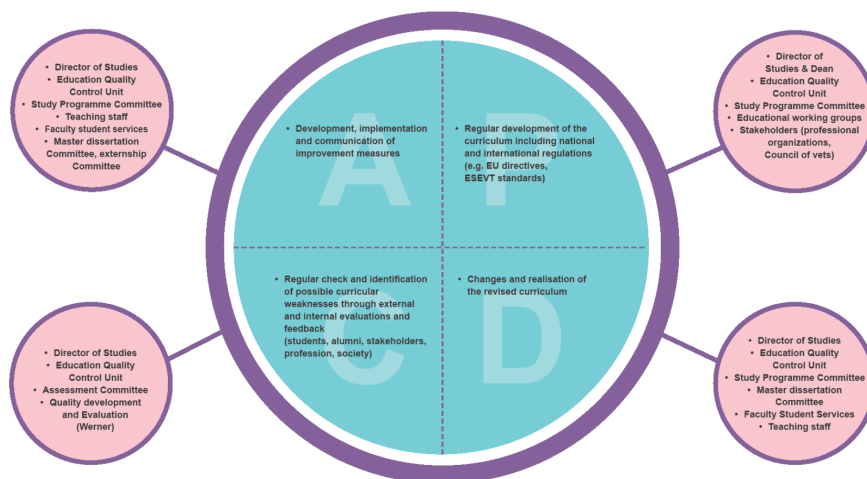 • Director of Studies
• Education Quality
Control Unit
• Study Programme Committee
• Teaching staff
• Faculty student services
• Master dissertation
Committee, externship
Committee
A
• Development, implementation
and communication of
improvement measures
P
• Regular development of the
curriculum including national
and international regulations
(e.g. EU directives,
ESEVT standards)
• Director of
Studies & Dean
• Education Quality
Control Unit
• Study Programme Committee
• Educational working groups
• Stakeholders (professional
organizations,
Council of vets)
• Director of Studies
• Education Quality
Control Unit
• Assessment Committee
• Quality development
and Evaluation
(Werner)
C
• Regular check and identification
of possible curricular
weaknesses through external
and internal evaluations and
feedback
(students, alumni, stakeholders,
profession, society)
D
• Changes and realisation of
the revised curriculum
• Director of Studies
• Education Quality
Control Unit
• Study Programme Committee
• Master dissertation
Committee
• Faculty Student Services
• Teaching staff